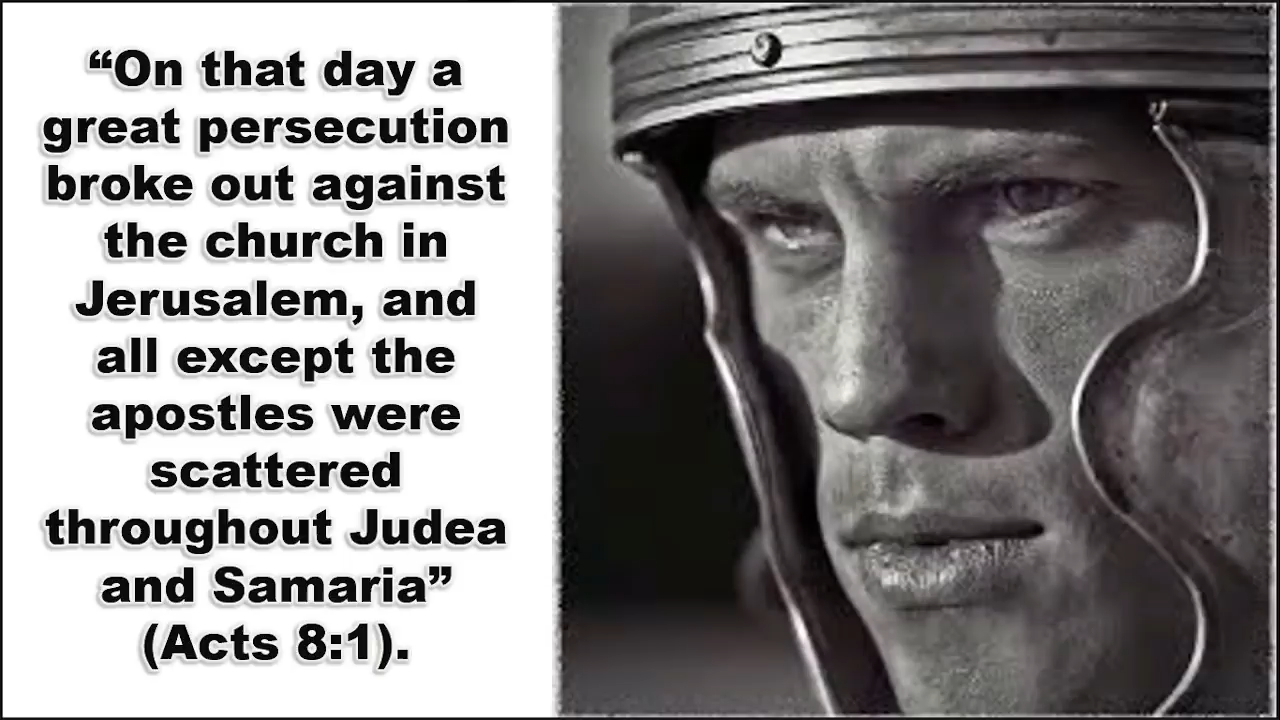 “On that day a
great persecution
broke out against
the church in
Jerusalem, and
all except the
apostles were
scattered
throughout Judea
and Samaria”
(Acts 8:1).